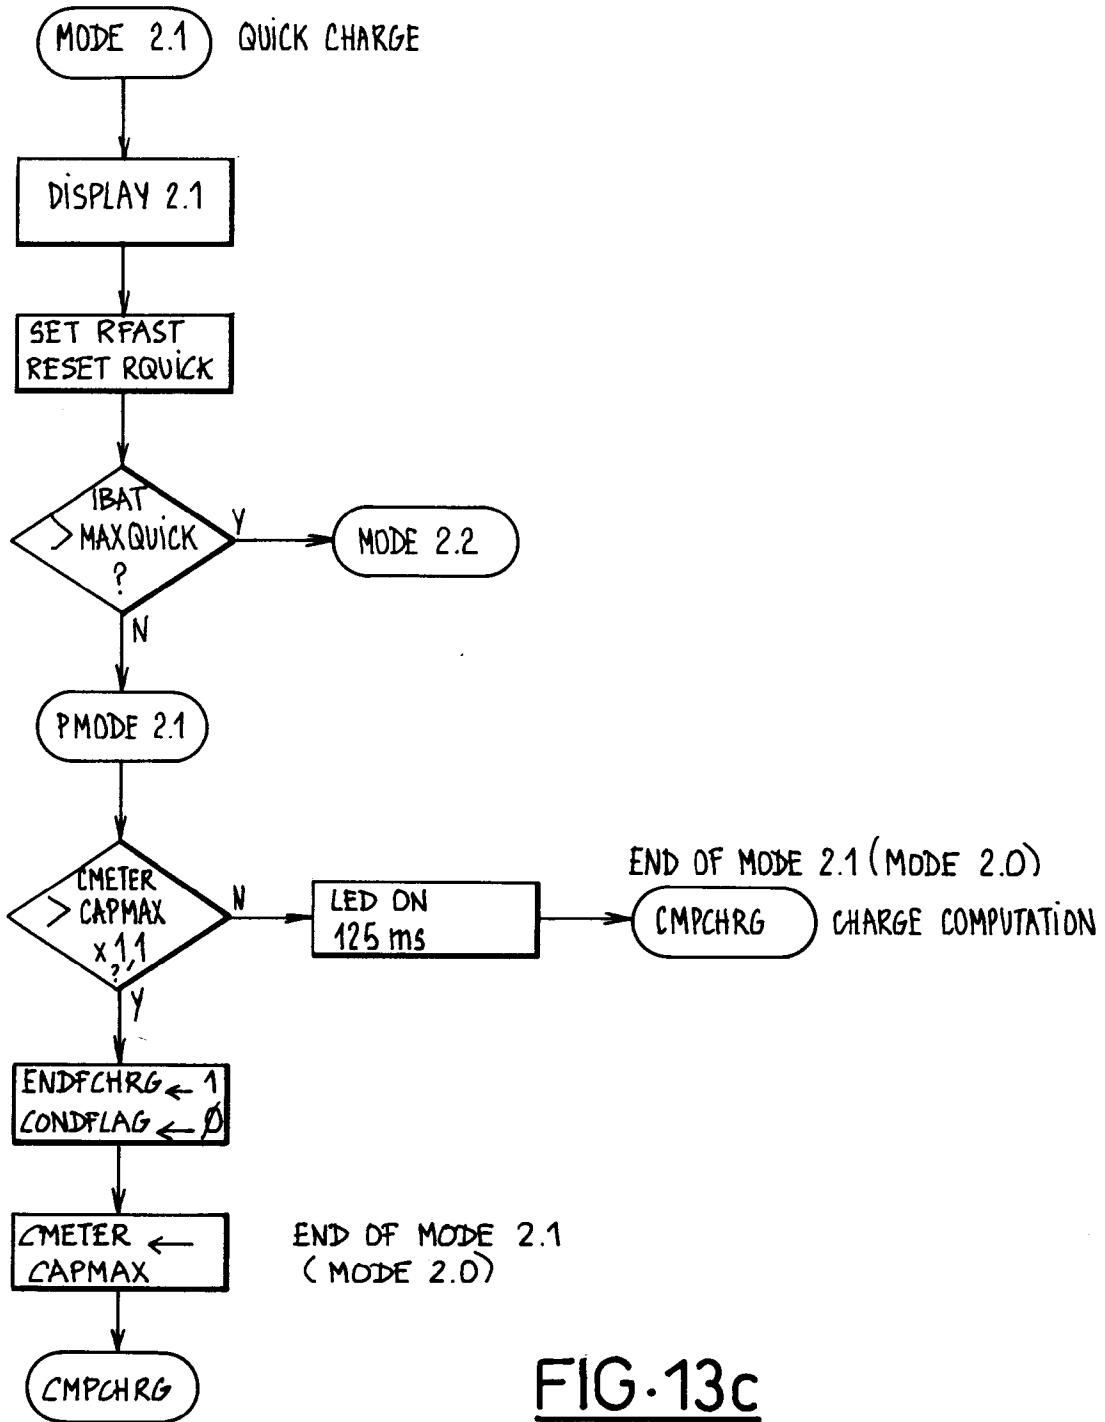 MODE 2.1 QUICK CHARGE
DISPLAY 2.1
SET RFAST
RESET RQUICK
IBAT
> MAXQUICK
?
Y
MODE 2.2
N
PMODE 2.1
CMETER
> CAPMAX
x 1,1
?
N
LED ON
125 ms
END OF MODE 2.1 (MODE 2.0)
CMPCHRG CHARGE COMPUTATION
Y
ENDFCHRG ← 1
CONDFLAG ← Ø
CMETER ←
CAPMAX
END OF MODE 2.1
(MODE 2.0)
CMPCHRG
FIG.13c